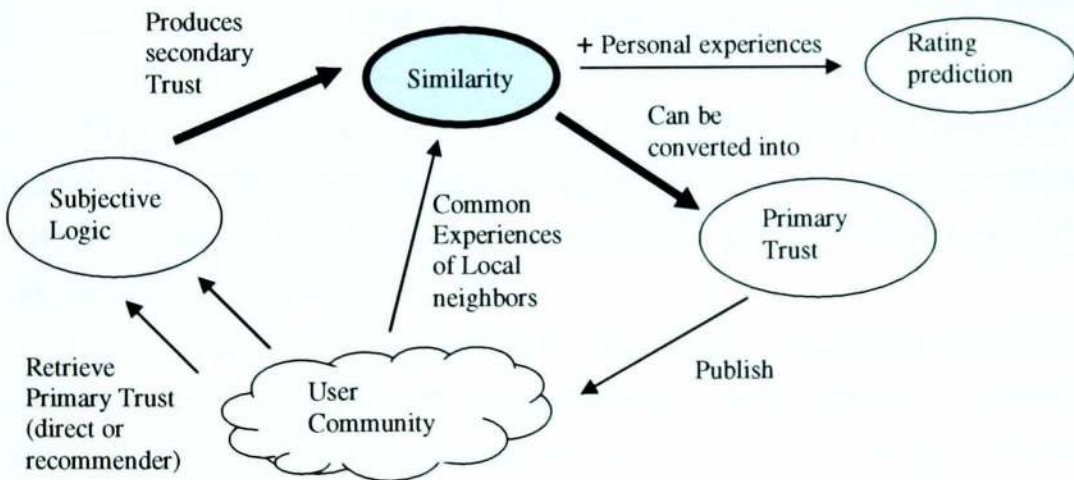 Produces
secondary
Trust
Similarity
+ Personal experiences
Rating
prediction
Can be
converted into
Subjective
Logic
Common
Experiences
of Local
neighbors
Primary
Trust
Retrieve
Primary Trust
(direct or
recommender)
User
Community
Publish